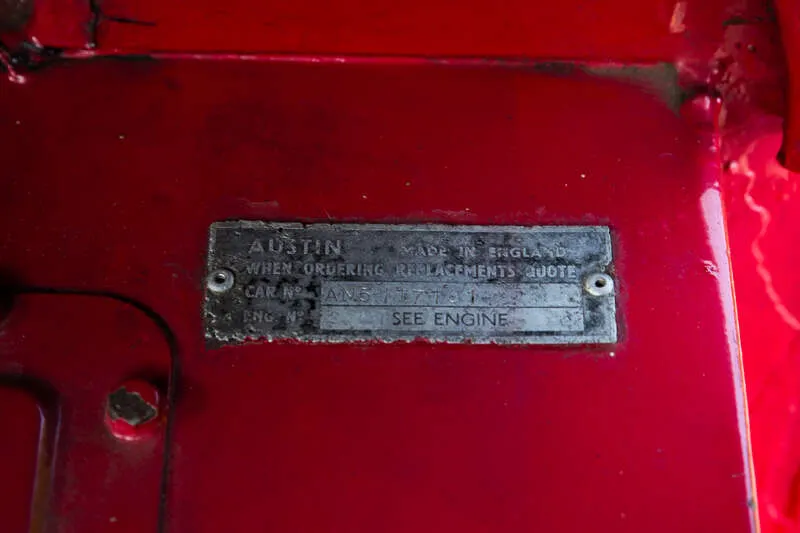 AUSTIN MADE IN ENGLAND
WHEN ORDERING REPLACEMENTS QUOTE
CAR Nº
ENG. Nº SEE ENGINE